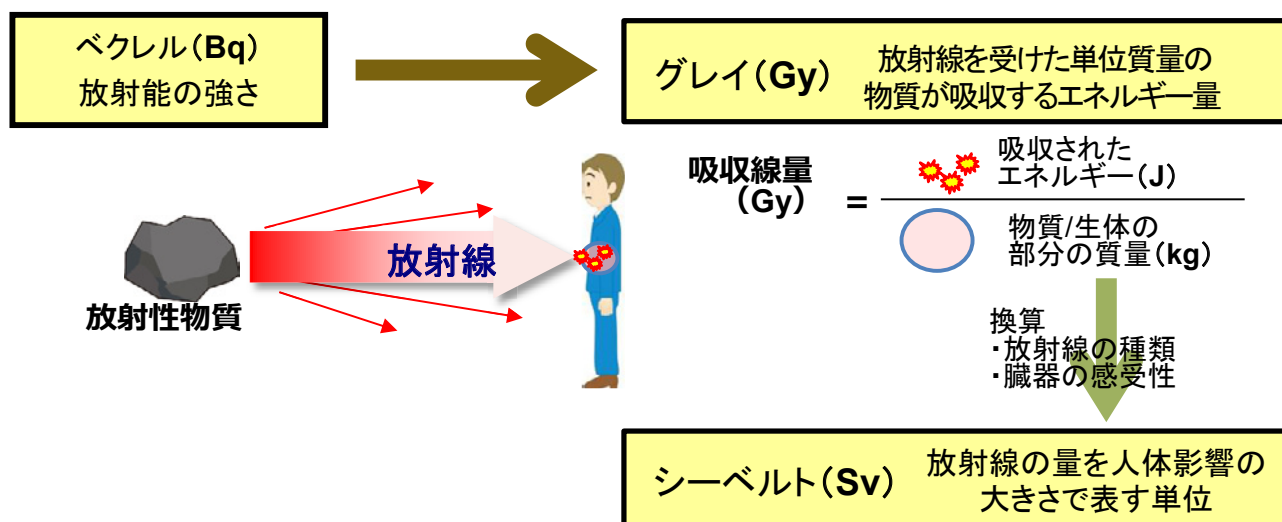 ベクレル(Bq)
放射能の強さ
グレイ(Gy)
放射線を受けた単位質量の
物質が吸収するエネルギー量
放射性物質
放射線
吸収線量
(Gy)
=
吸収された
エネルギー(J)
物質/生体の
部分の質量(kg)
換算
・放射線の種類
・臓器の感受性
シーベルト(Sv)
放射線の量を人体影響の
大きさで表す単位